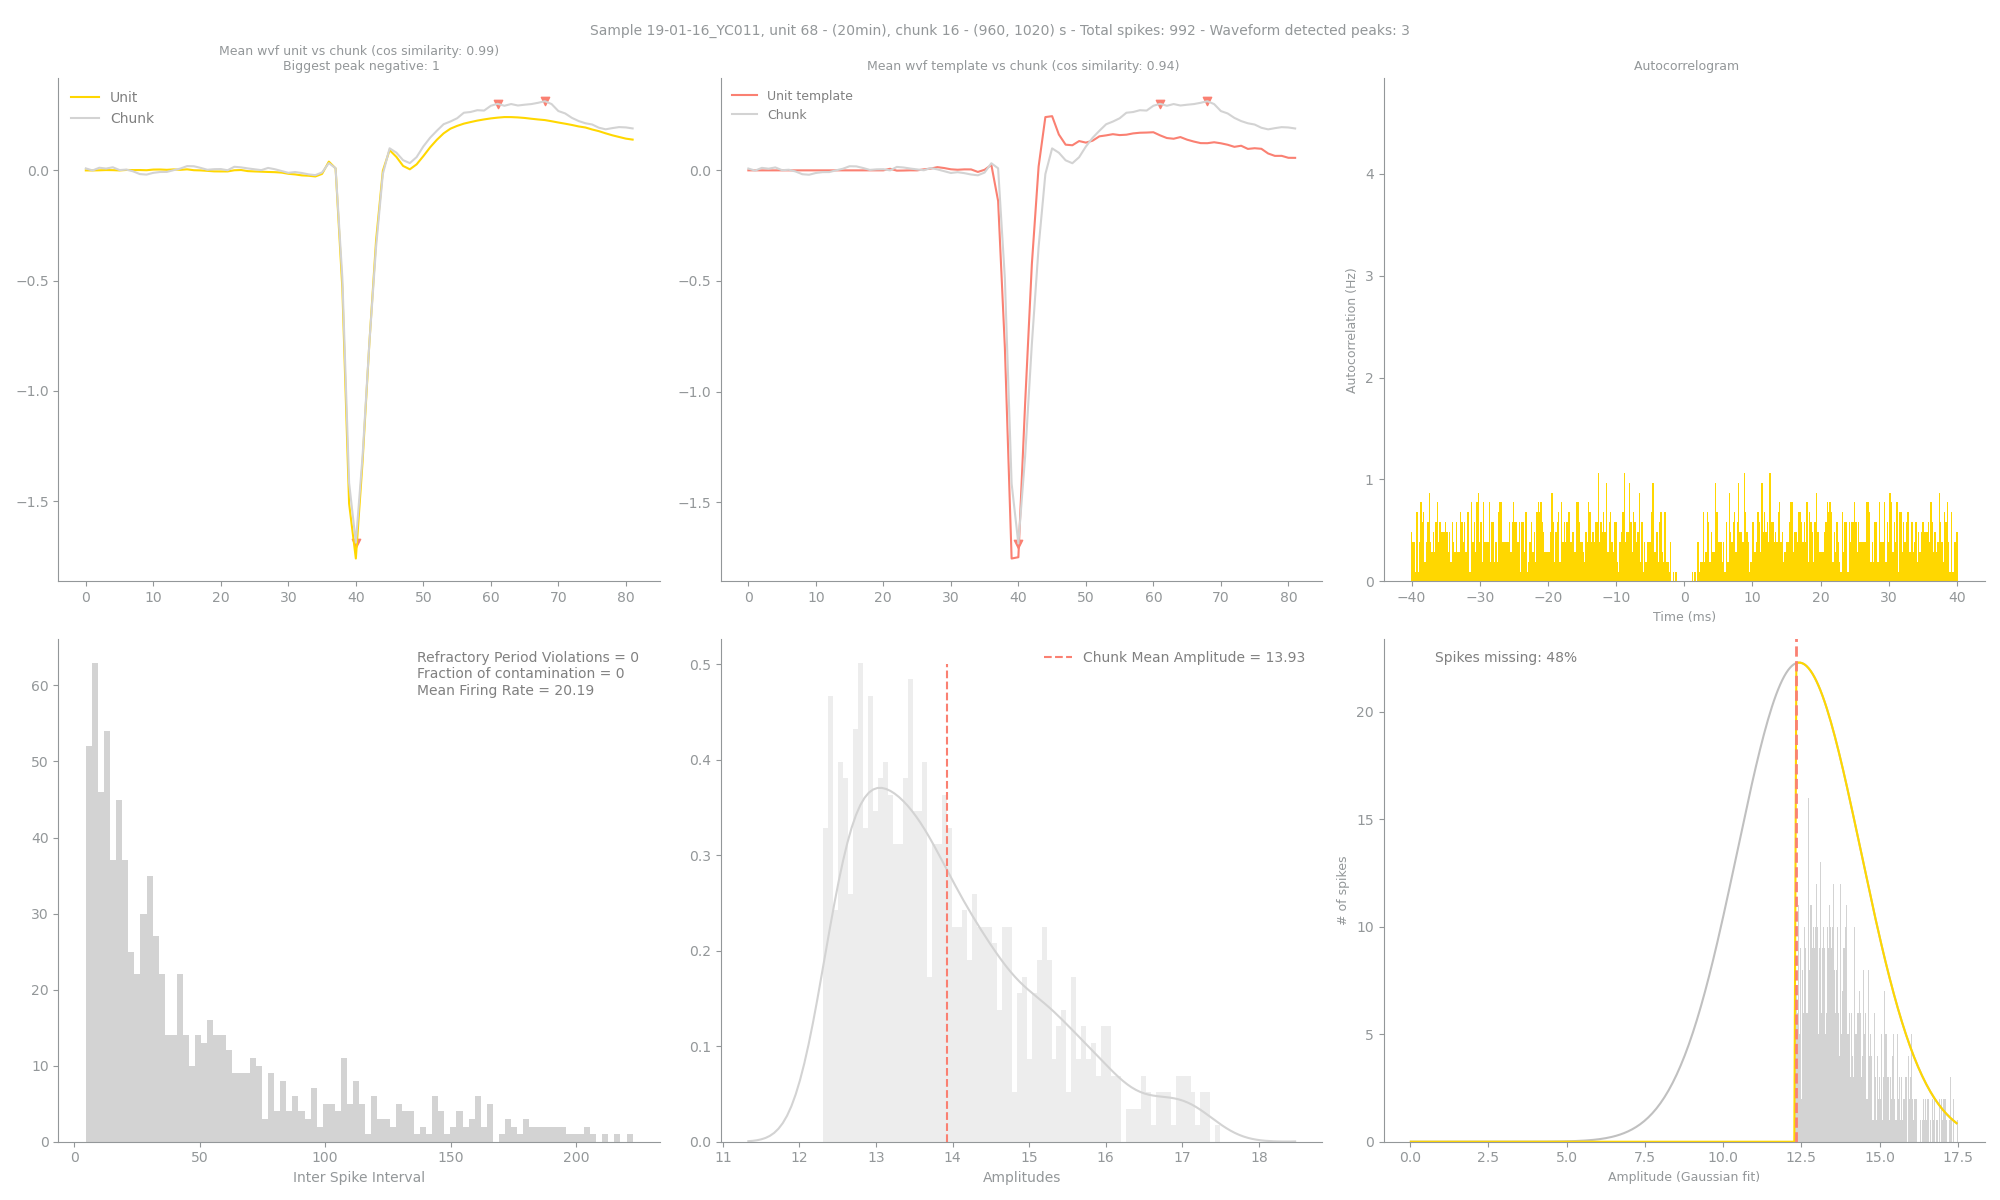 Sample 19-01-16_YC011, unit 68 - (20min), chunk 16 - (960, 1020) s - Total spikes: 992 - Waveform detected peaks: 3
Mean wvf unit vs chunk (cos similarity: 0.99)
Biggest peak negative: 1
Unit
Chunk
0.0
−0.5
−1.0
−1.5
0 10 20 30 40 50 60 70 80
Mean wvf template vs chunk (cos similarity: 0.94)
Unit template
Chunk
0.0
−0.5
−1.0
−1.5
0 10 20 30 40 50 60 70 80
Autocorrelogram
Autocorrelation (Hz)
4
3
2
1
0
−40 −30 −20 −10 0 10 20 30 40
Time (ms)
Refractory Period Violations = 0
Fraction of contamination = 0
Mean Firing Rate = 20.19
60
50
40
30
20
10
0
0 50 100 150 200
Inter Spike Interval
Chunk Mean Amplitude = 13.93
0.5
0.4
0.3
0.2
0.1
0.0
11 12 13 14 15 16 17 18
Amplitudes
Spikes missing: 48%
# of spikes
20
15
10
5
0
0.0 2.5 5.0 7.5 10.0 12.5 15.0 17.5
Amplitude (Gaussian fit)